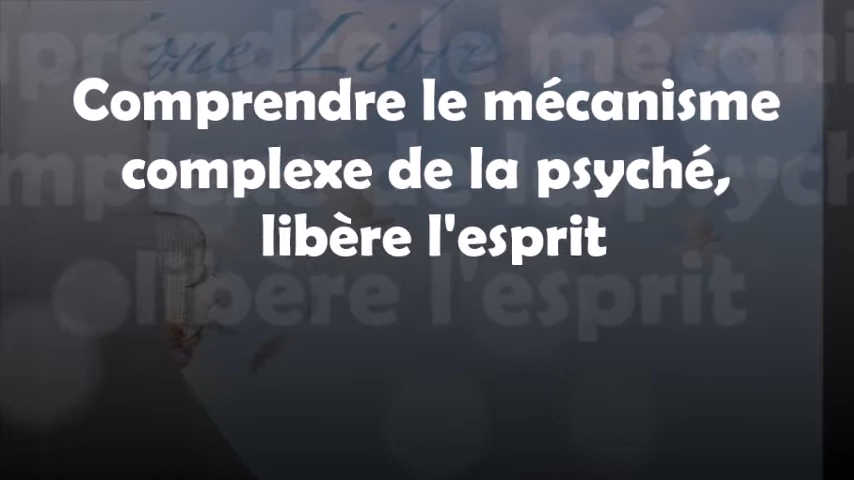 Comprendre le mécanisme
complexe de la psyché,
libère l'esprit